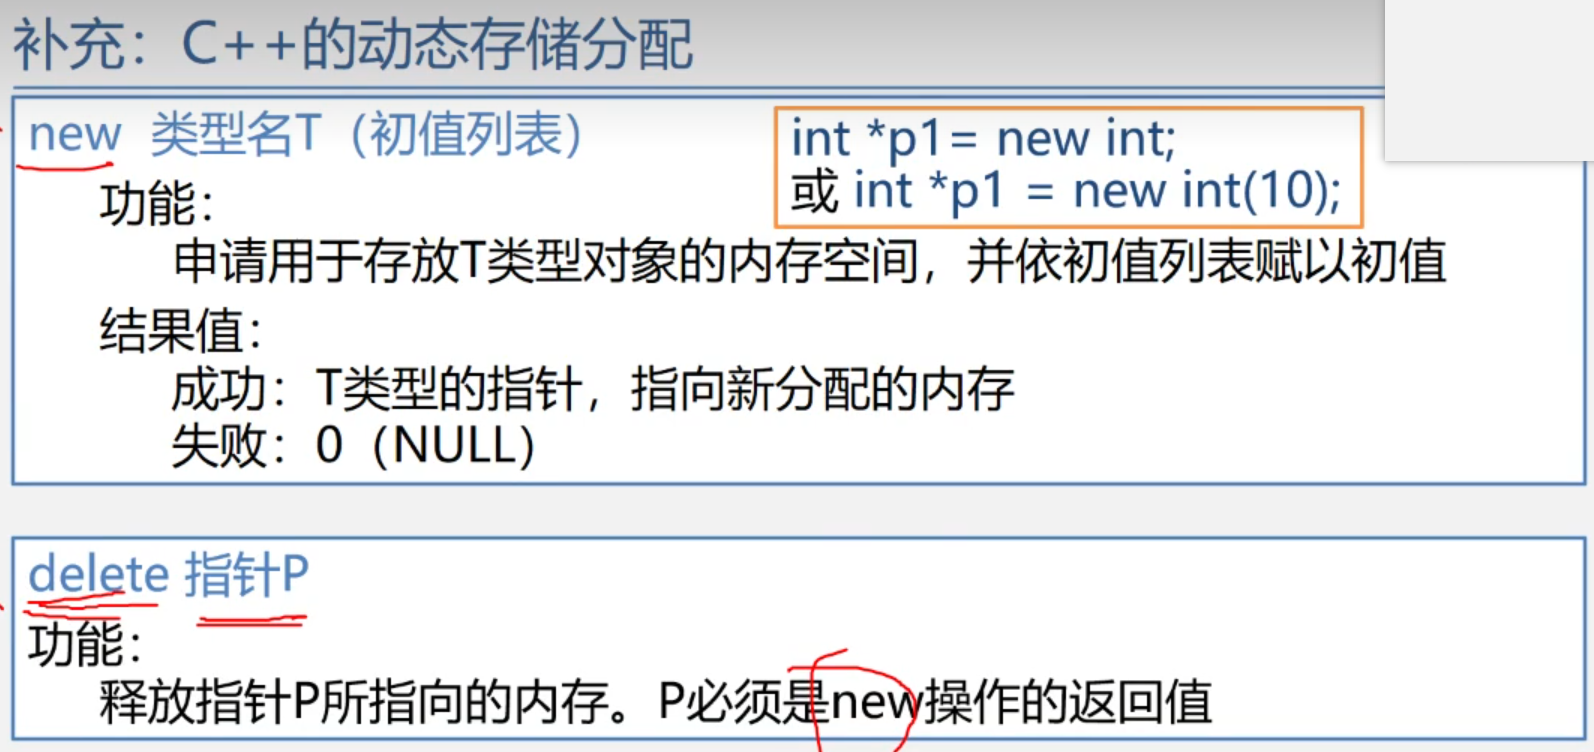 补充：C++的动态存储分配
new 类型名T（初值列表）
int *p1= new int;
或 int *p1 = new int(10);
功能：
申请用于存放T类型对象的内存空间，并依初值列表赋以初值
结果值：
成功：T类型的指针，指向新分配的内存
失败：0（NULL）
delete 指针P
功能：
释放指针P所指向的内存。P必须是new操作的返回值